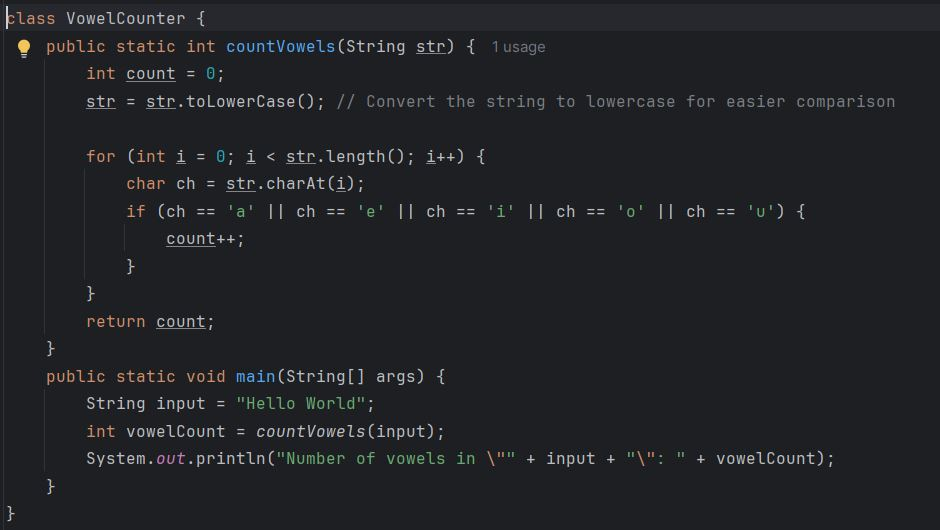 class VowelCounter {
    public static int countVowels(String str) {  1 usage
        int count = 0;
        str = str.toLowerCase(); // Convert the string to lowercase for easier comparison

        for (int i = 0; i < str.length(); i++) {
            char ch = str.charAt(i);
            if (ch == 'a' || ch == 'e' || ch == 'i' || ch == 'o' || ch == 'u') {
                count++;
            }
        }
        return count;
    }
    public static void main(String[] args) {
        String input = "Hello World";
        int vowelCount = countVowels(input);
        System.out.println("Number of vowels in \"" + input + "\": " + vowelCount);
    }
}